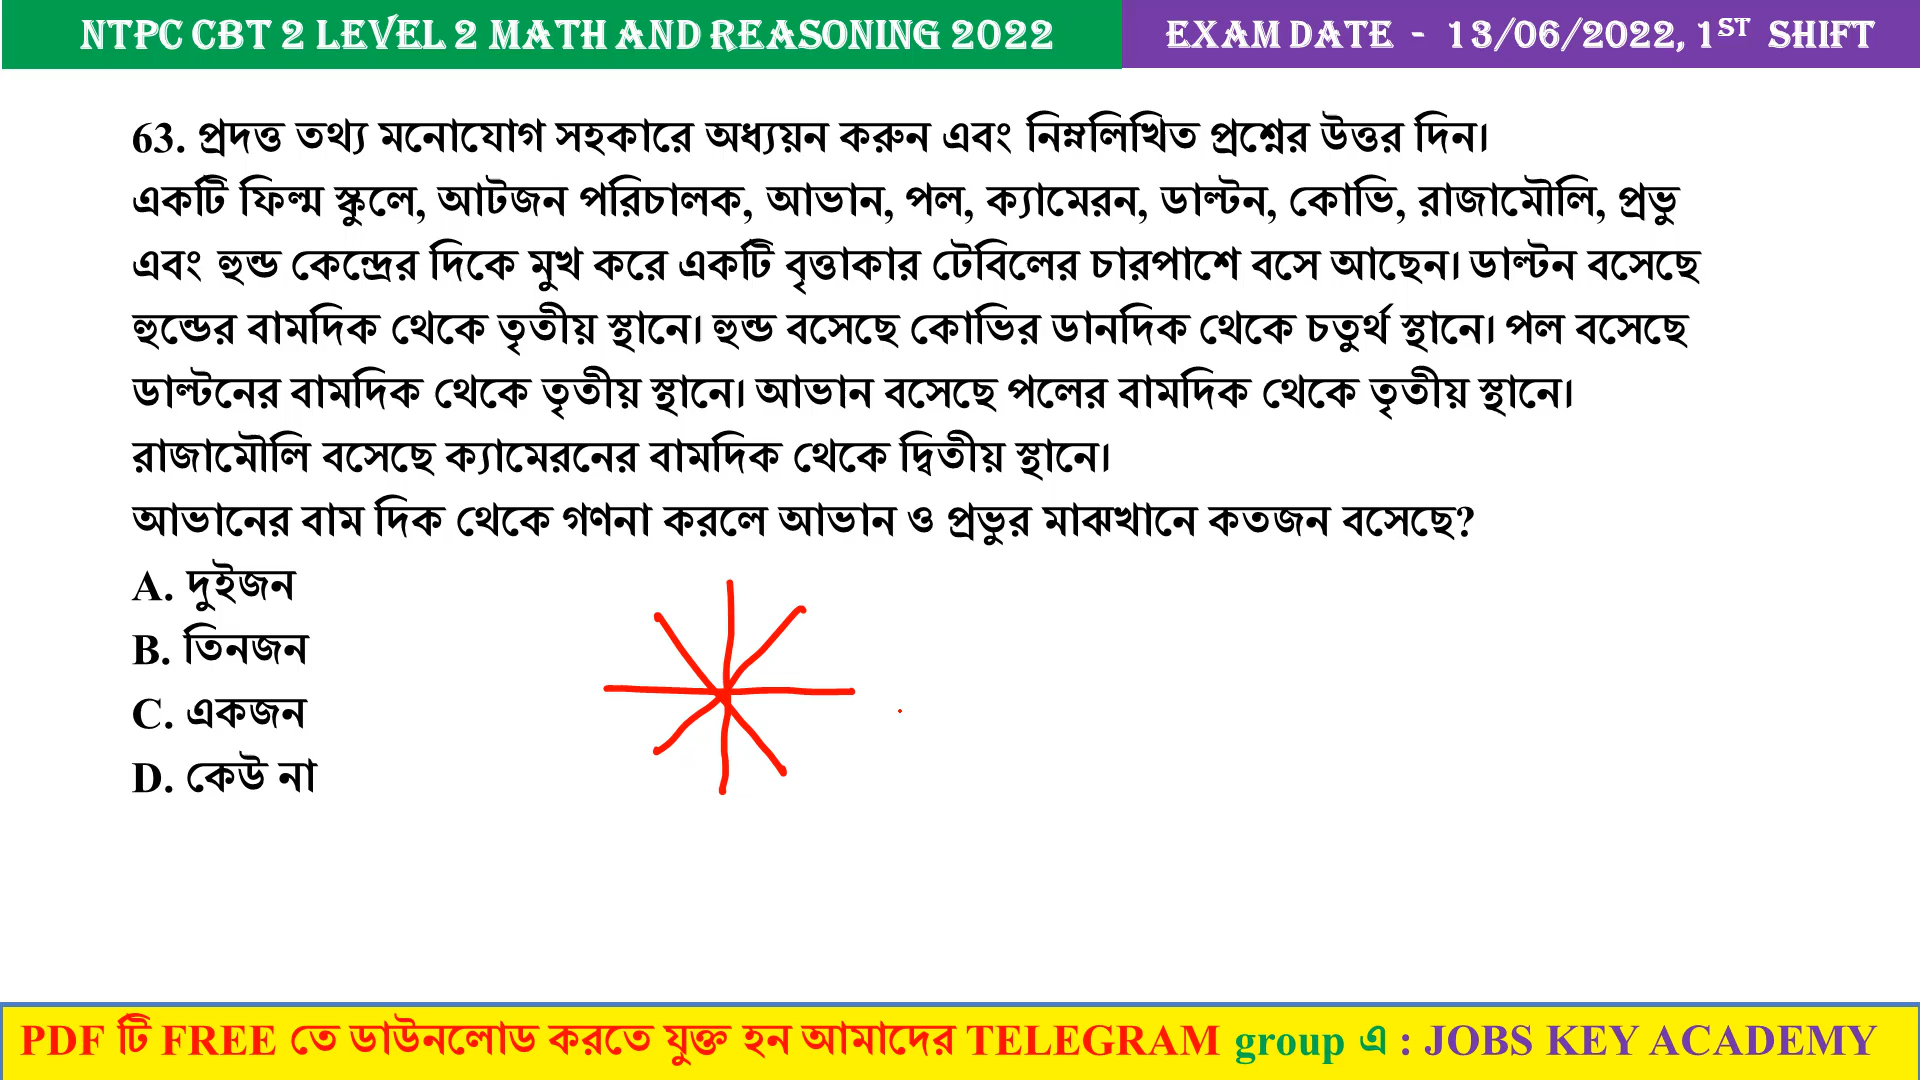 NTPC CBT 2 LEVEL 2 MATH AND REASONING 2022
EXAM DATE - 13/06/2022, 1ST SHIFT
63. প্রদত্ত তথ্য মনোযোগ সহকারে অধ্যয়ন করুন এবং নিম্নলিখিত প্রশ্নের উত্তর দিন।
একটি ফিল্ম স্কুলে, আটজন পরিচালক, আভান, পল, ক্যামেরন, ডাল্টন, কোভি, রাজামৌলি, প্রভু
এবং হুন্ড কেন্দ্রের দিকে মুখ করে একটি বৃত্তাকার টেবিলের চারপাশে বসে আছেন। ডাল্টন বসেছে
হুন্ডের বামদিক থেকে তৃতীয় স্থানে। হুন্ড বসেছে কোভির ডানদিক থেকে চতুর্থ স্থানে। পল বসেছে
ডাল্টনের বামদিক থেকে তৃতীয় স্থানে। আভান বসেছে পলের বামদিক থেকে তৃতীয় স্থানে।
রাজামৌলি বসেছে ক্যামেরনের বামদিক থেকে দ্বিতীয় স্থানে।
আভানের বাম দিক থেকে গণনা করলে আভান ও প্রভুর মাঝখানে কতজন বসেছে?
A. দুইজন
B. তিনজন
C. একজন
D. কেউ না
PDF টি FREE তে ডাউনলোড করতে যুক্ত হন আমাদের TELEGRAM group এ : JOBS KEY ACADEMY